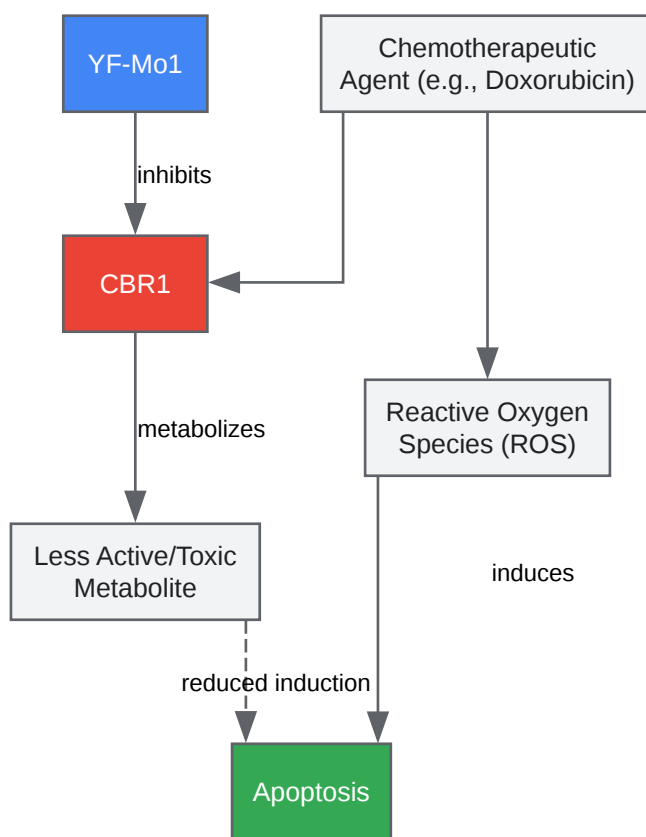 YF-Mo1
Chemotherapeutic
Agent (e.g., Doxorubicin)
inhibits
CBR1
Reactive Oxygen
Species (ROS)
metabolizes
Less Active/Toxic
Metabolite
induces
reduced induction
Apoptosis